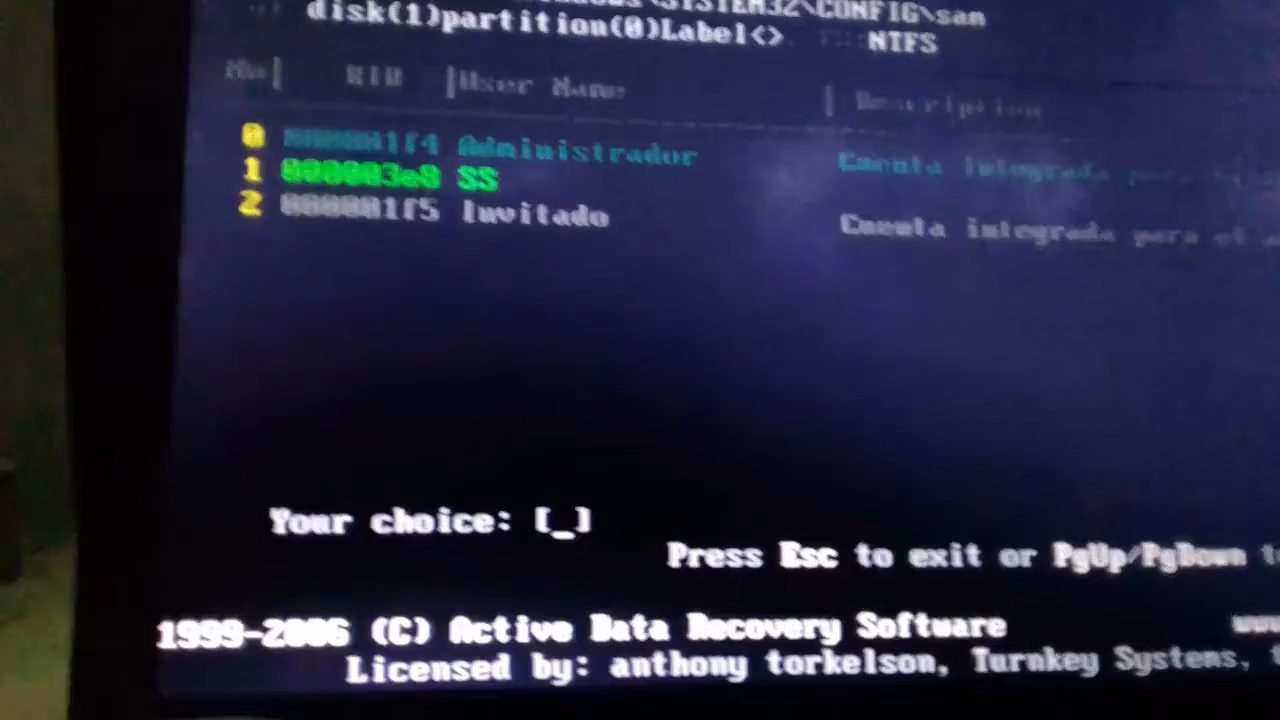 \SYSTEM32\CONFIG\sam
disk(1)partition(0)Label<> NTFS
RID |User Name | Description
0 000001f4 Administrador Cuenta integrada para
1 000003e8 SS
2 000001f5 Invitado Cuenta integrada para el
Your choice: [_]
Press Esc to exit or PgUp/PgDown
1999-2006 (C) Active Data Recovery Software
Licensed by: anthony torkelson, Turnkey Systems,